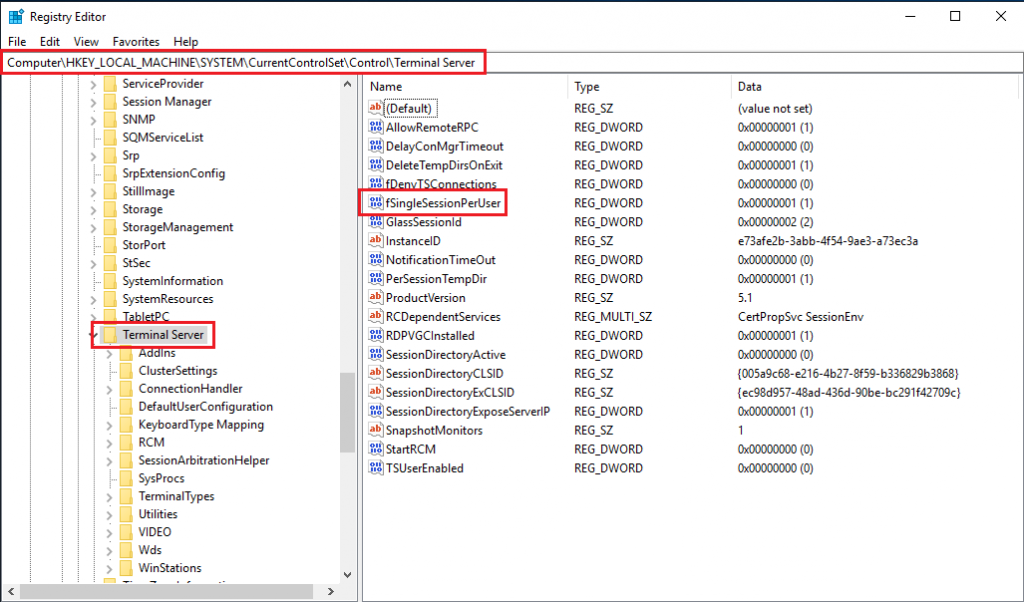 Registry Editor
File Edit View Favorites Help
Computer\HKEY_LOCAL_MACHINE\SYSTEM\CurrentControlSet\Control\Terminal Server
ServiceProvider
Session Manager
SNMP
SQMServiceList
Srp
SrpExtensionConfig
StillImage
Storage
StorageManagement
StorPort
StSec
SystemInformation
SystemResources
TabletPC
Terminal Server
AddIns
ClusterSettings
ConnectionHandler
DefaultUserConfiguration
KeyboardType Mapping
RCM
SessionArbitrationHelper
SysProcs
TerminalTypes
Utilities
VIDEO
Wds
WinStations
Name Type Data
(Default) REG_SZ (value not set)
AllowRemoteRPC REG_DWORD 0x00000001 (1)
DelayConMgrTimeout REG_DWORD 0x00000000 (0)
DeleteTempDirsOnExit REG_DWORD 0x00000001 (1)
fDenyTSConnections REG_DWORD 0x00000000 (0)
fSingleSessionPerUser REG_DWORD 0x00000001 (1)
GlassSessionId REG_DWORD 0x00000002 (2)
InstanceID REG_SZ e73afe2b-3abb-4f54-9ae3-a73ec3a
NotificationTimeOut REG_DWORD 0x00000000 (0)
PerSessionTempDir REG_DWORD 0x00000001 (1)
ProductVersion REG_SZ 5.1
RCDependentServices REG_MULTI_SZ CertPropSvc SessionEnv
RDPVGCInstalled REG_DWORD 0x00000001 (1)
SessionDirectoryActive REG_DWORD 0x00000000 (0)
SessionDirectoryCLSID REG_SZ {005a9c68-e216-4b27-8f59-b336829b3868}
SessionDirectoryExCLSID REG_SZ {ec98d957-48ad-436d-90be-bc291f42709c}
SessionDirectoryExposeServerIP REG_DWORD 0x00000001 (1)
SnapshotMonitors REG_SZ 1
StartRCM REG_DWORD 0x00000000 (0)
TSUserEnabled REG_DWORD 0x00000000 (0)